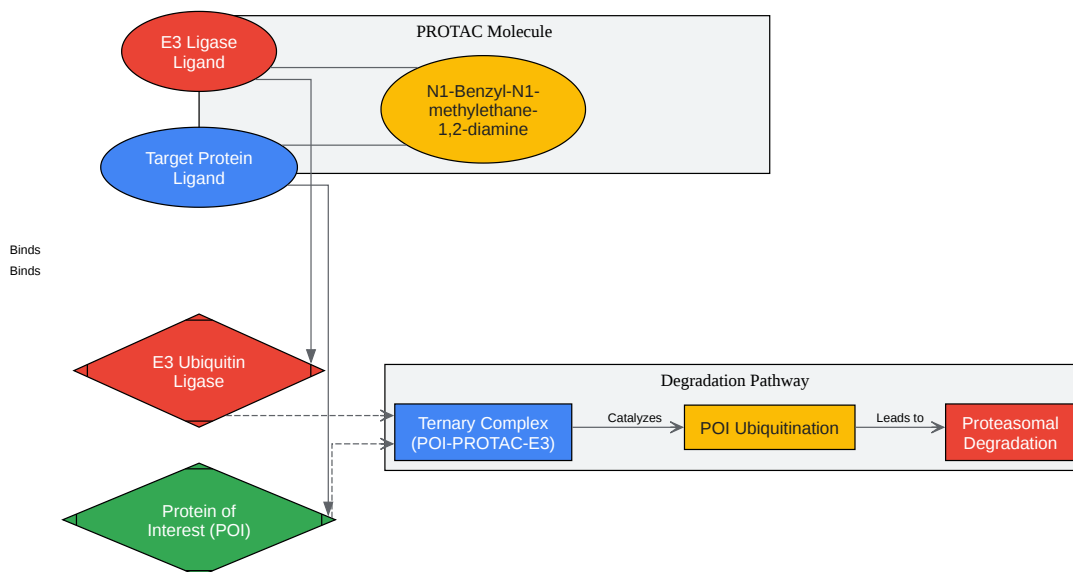 PROTAC Molecule
E3 Ligase
Ligand
N1-Benzyl-N1-
methylethane-
1,2-diamine
Target Protein
Ligand
Binds
Binds
E3 Ubiquitin
Ligase
Degradation Pathway
Ternary Complex
(POI-PROTAC-E3)
Catalyzes
POI Ubiquitination
Leads to
Proteasomal
Degradation
Protein of
Interest (POI)